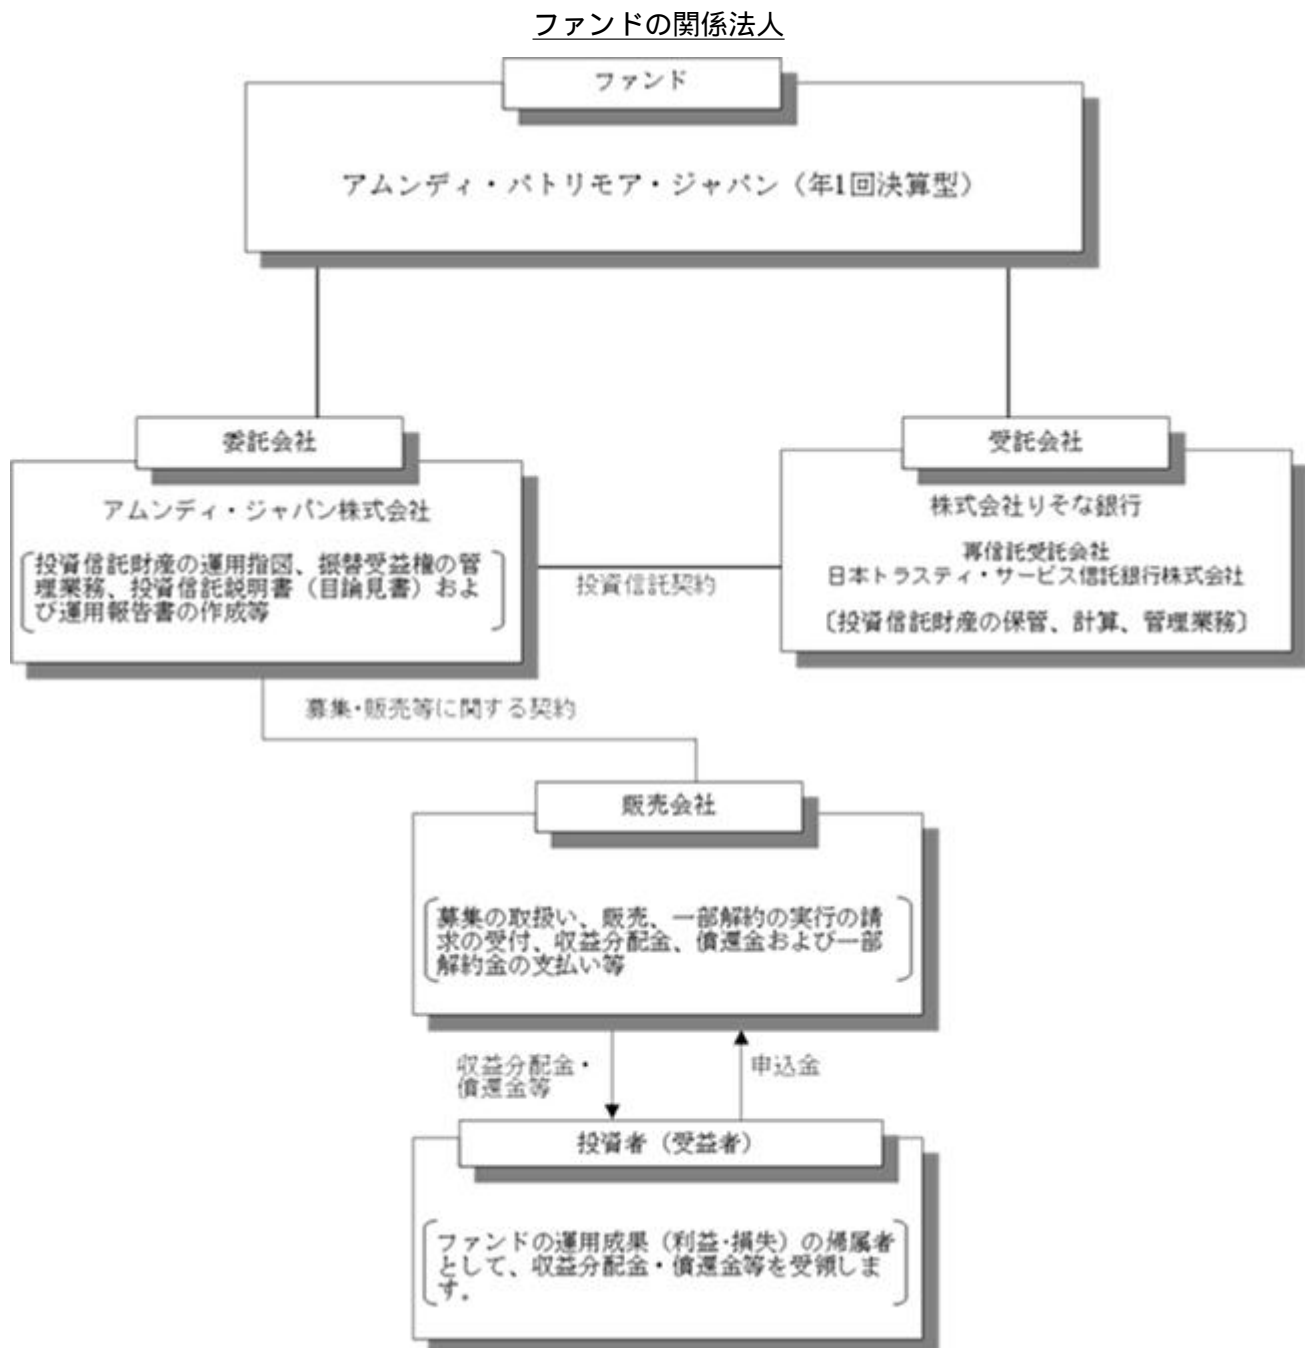 ファンドの関係法人
ファンド
アムンディ・パトリモア・ジャパン（年1回決算型）
委託会社
アムンディ・ジャパン株式会社
投資信託財産の運用指図、振替受益権の管
理業務、投資信託説明書（目論見書）およ
び運用報告書の作成等
投資信託契約
受託会社
株式会社りそな銀行
再信託受託会社
日本トラスティ・サービス信託銀行株式会社
〔投資信託財産の保管、計算、管理業務〕
募集・販売等に関する契約
販売会社
募集の取扱い、販売、一部解約の実行の請
求の受付、収益分配金、償還金および一部
解約金の支払い等
収益分配金・
償還金等
申込金
投資者（受益者）
ファンドの運用成果（利益・損失）の帰属者
として、収益分配金・償還金等を受領しま
す。